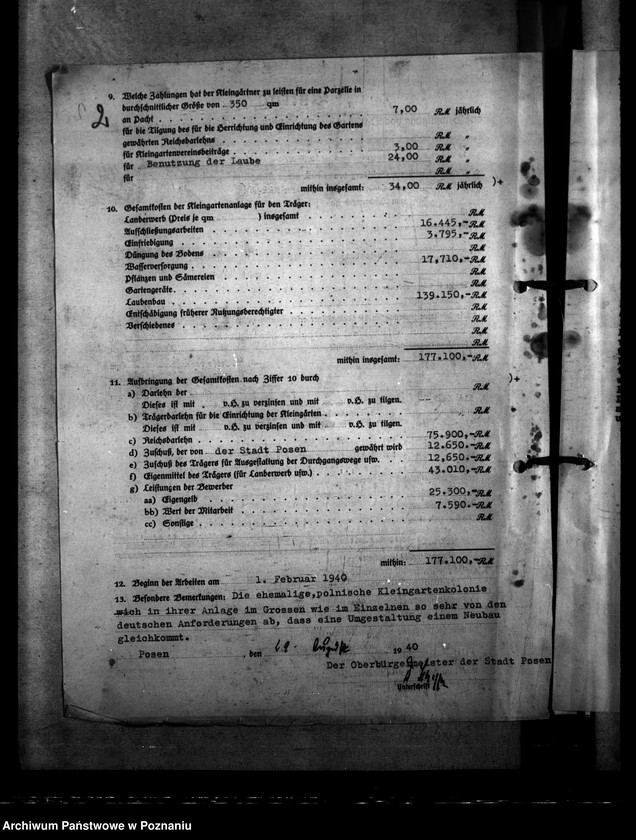 2
9. Welche Zahlungen hat der Kleingärtner zu leisten für eine Parzelle in
durchschnittlicher Größe von 350 qm
an Pacht 7,00 RM jährlich
für die Tilgung des für die Herrichtung und Einrichtung des Gartens
gewährten Reichsdarlehns RM "
für Kleingartenvereinsbeiträge 3,00 RM "
für Benutzung der Laube 24,00 RM "
für RM "
mithin insgesamt: 34,00 RM jährlich )+
10. Gesamtkosten der Kleingartenanlage für den Träger:
Landerwerb (Preis je qm ) insgesamt RM
Aufschließungsarbeiten 16.445,-RM
Einfriedigung 3.795,-RM
Düngung des Bodens RM
Wasserversorgung 17,710,-RM
Pflanzen und Sämereien RM
Gartengeräte RM
Laubenbau 139.150,-RM
Entschädigung früherer Nutzungsberechtigter RM
Verschiedenes RM
RM
mithin insgesamt: 177.100,-RM
11. Aufbringung der Gesamtkosten nach Ziffer 10 durch )+
a) Darlehn der RM
Dieses ist mit v.H. zu verzinsen und mit v.H. zu tilgen.
b) Trägerdarlehn für die Einrichtung der Kleingärten RM
Dieses ist mit v.H. zu verzinsen und mit v.H. zu tilgen.
c) Reichsdarlehn 75.900,-RM
d) Zuschuß, der von der Stadt Posen gewährt wird 12.650.-RM
e) Zuschuß des Trägers für Ausgestaltung der Durchgangswege usw. 12,650.-RM
f) Eigenmittel des Trägers (für Landerwerb usw.) 43.010,-RM
g) Leistungen der Bewerber
aa) Eigengeld 25.300,-RM
bb) Wert der Mitarbeit 7.590.-RM
cc) Sonstige RM
mithin: 177.100,-RM
12. Beginn der Arbeiten am 1. Februar 1940
13. Besondere Bemerkungen: Die ehemalige,polnische Kleingartenkolonie
wich in ihrer Anlage im Grossen wie im Einzelnen so sehr von den
deutschen Anforderungen ab, dass eine Umgestaltung einem Neubau
gleichkommt.
Posen , den August 1940
Der Oberbürgermeister der Stadt Posen
Unterschrift
Archiwum Państwowe w Poznaniu